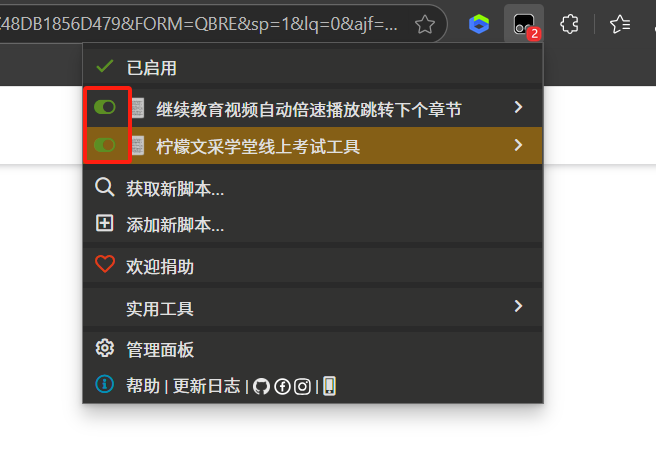 C48DB1856D479&FORM=QBRE&sp=1&lq=0&ajf=...
2
已启用
继续教育视频自动倍速播放跳转下个章节
柠檬文采学堂线上考试工具
获取新脚本...
添加新脚本...
欢迎捐助
实用工具
管理面板
帮助 | 更新日志 | |